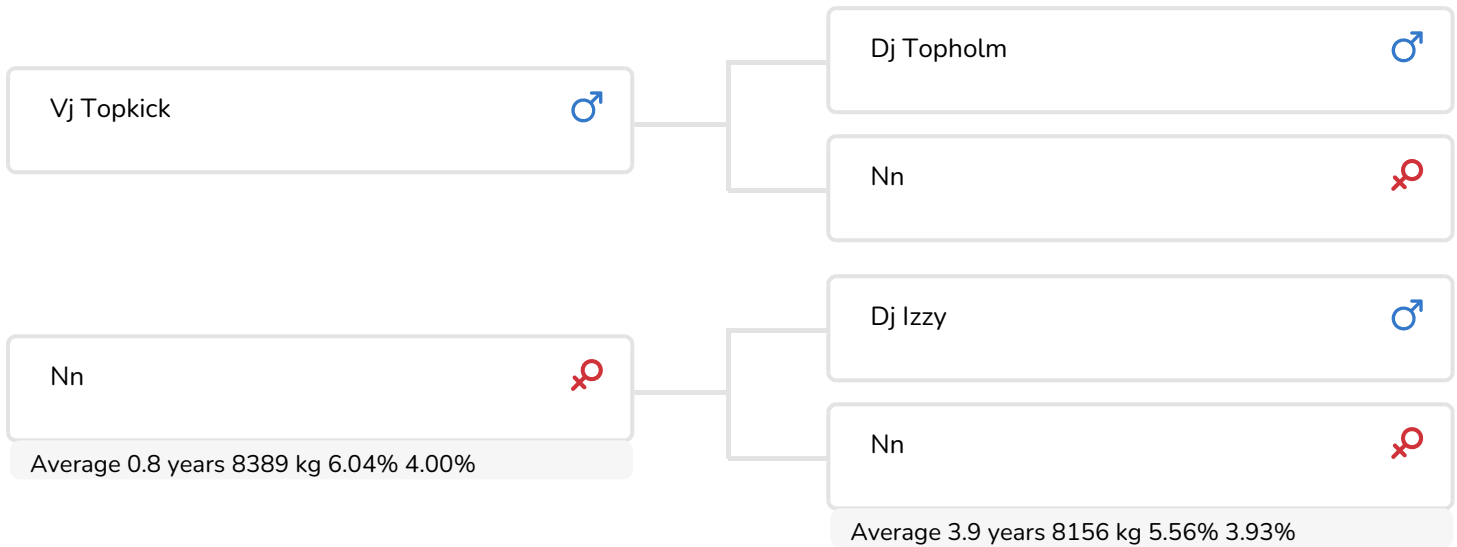 Vj Topkick
Dj Topholm
Nn
Nn
Average 0.8 years 8389 kg 6.04% 4.00%
Dj Izzy
Nn
Average 3.9 years 8156 kg 5.56% 3.93%